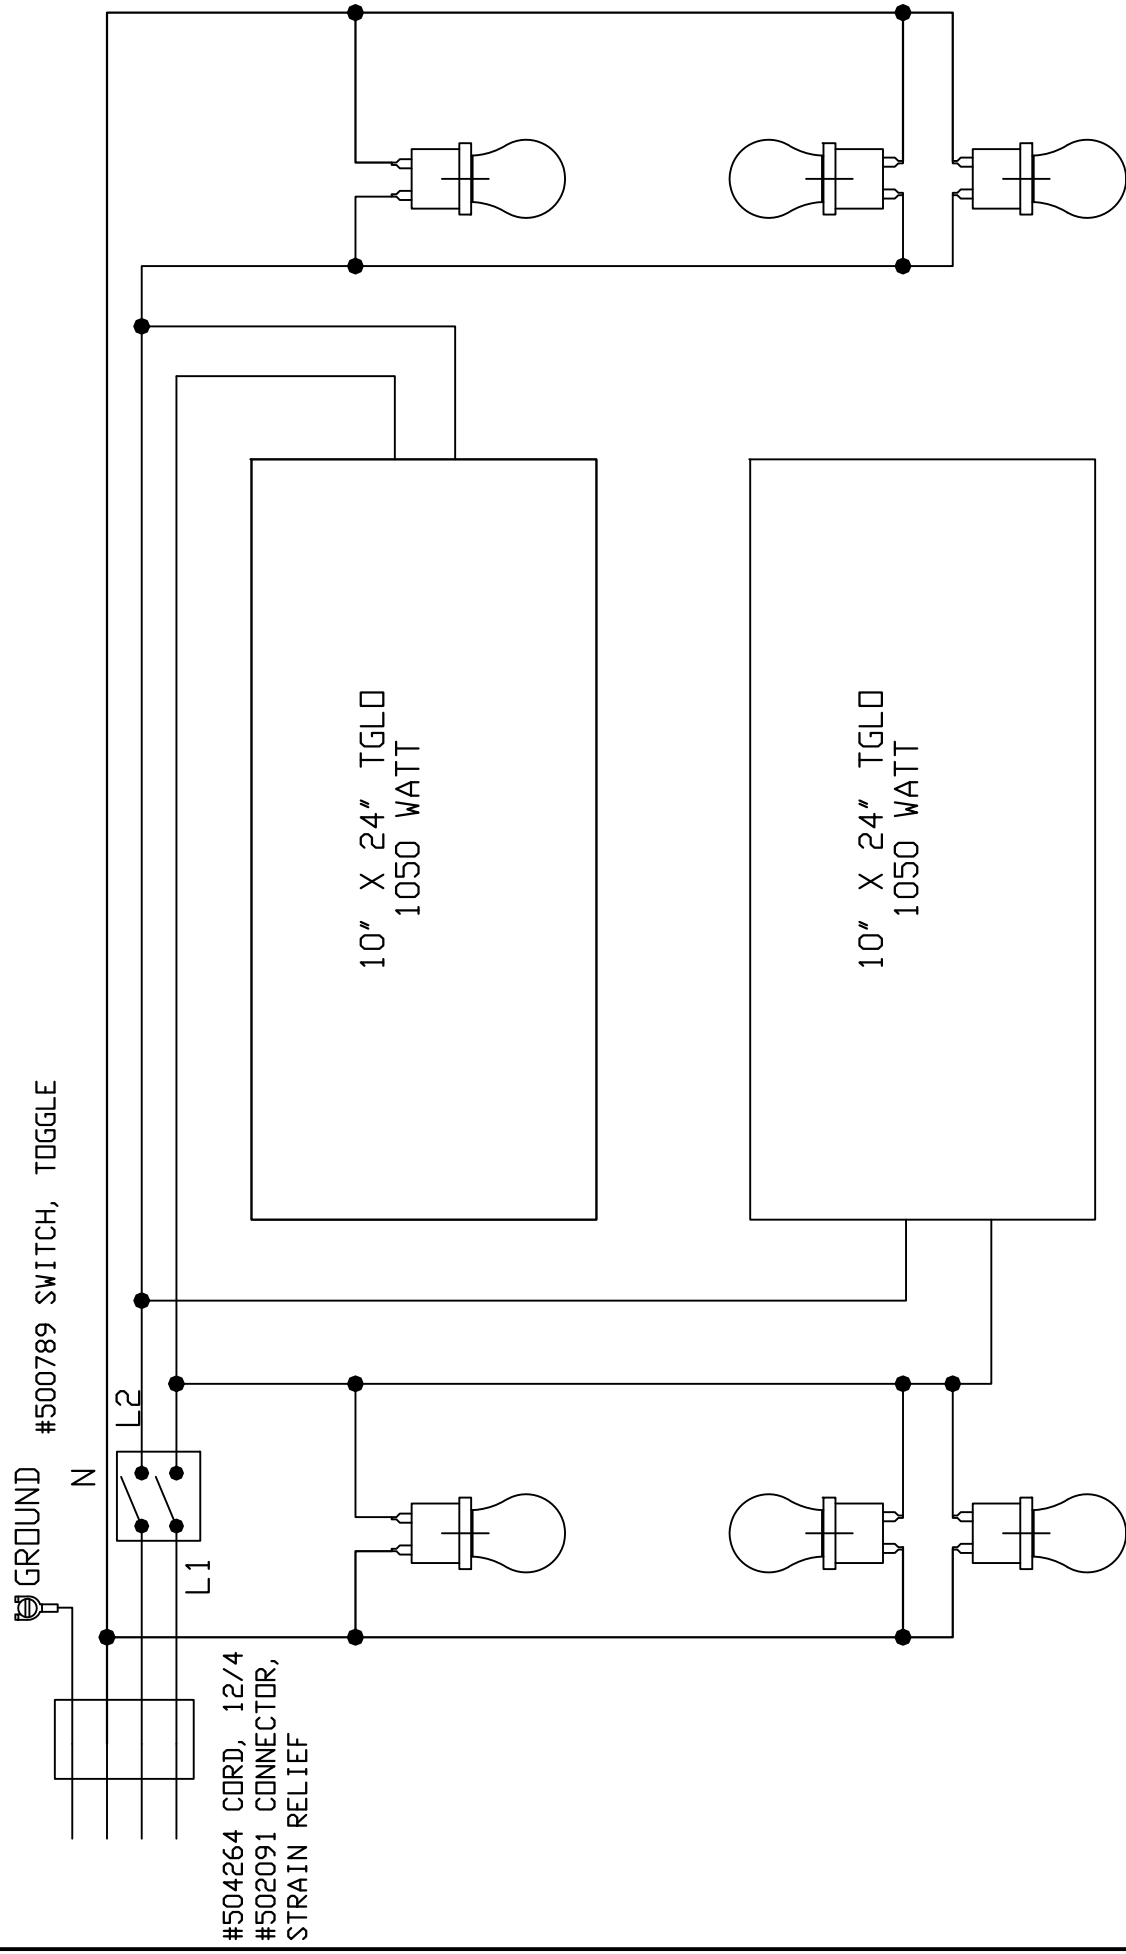 GROUND
#500789 SWITCH, TOGGLE
N
L2
L1
#504264 CORD, 12/4
#502091 CONNECTOR,
STRAIN RELIEF
10" X 24" TGLO
1050 WATT
10" X 24" TGLO
1050 WATT